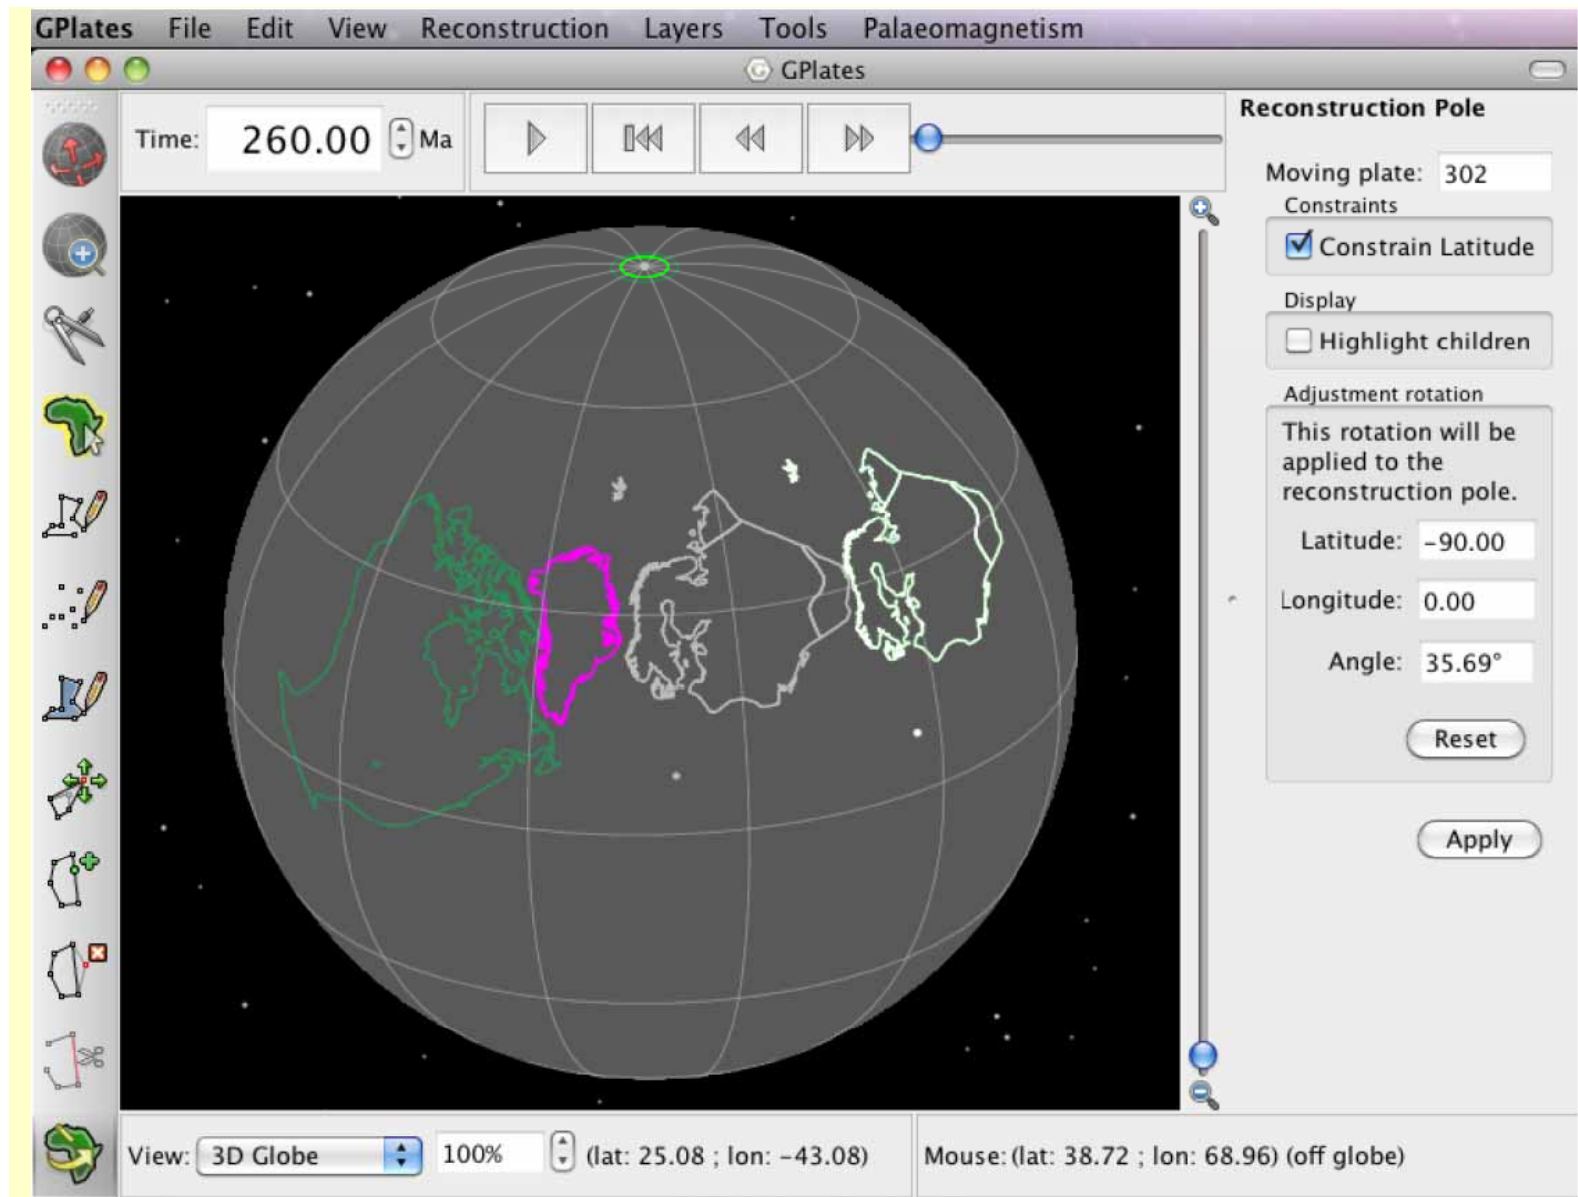 GPlates File Edit View Reconstruction Layers Tools Palaeomagnetism
GPlates
Time: 260.00 Ma
Reconstruction Pole
Moving plate: 302
Constraints
Constrain Latitude
Display
Highlight children
Adjustment rotation
This rotation will be
applied to the
reconstruction pole.
Latitude: -90.00
Longitude: 0.00
Angle: 35.69°
Reset
Apply
View: 3D Globe 100% (lat: 25.08 ; lon: -43.08) Mouse: (lat: 38.72 ; lon: 68.96) (off globe)